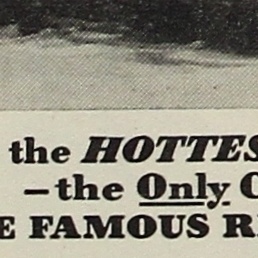 the HOTTES
—the Only C
E FAMOUS R